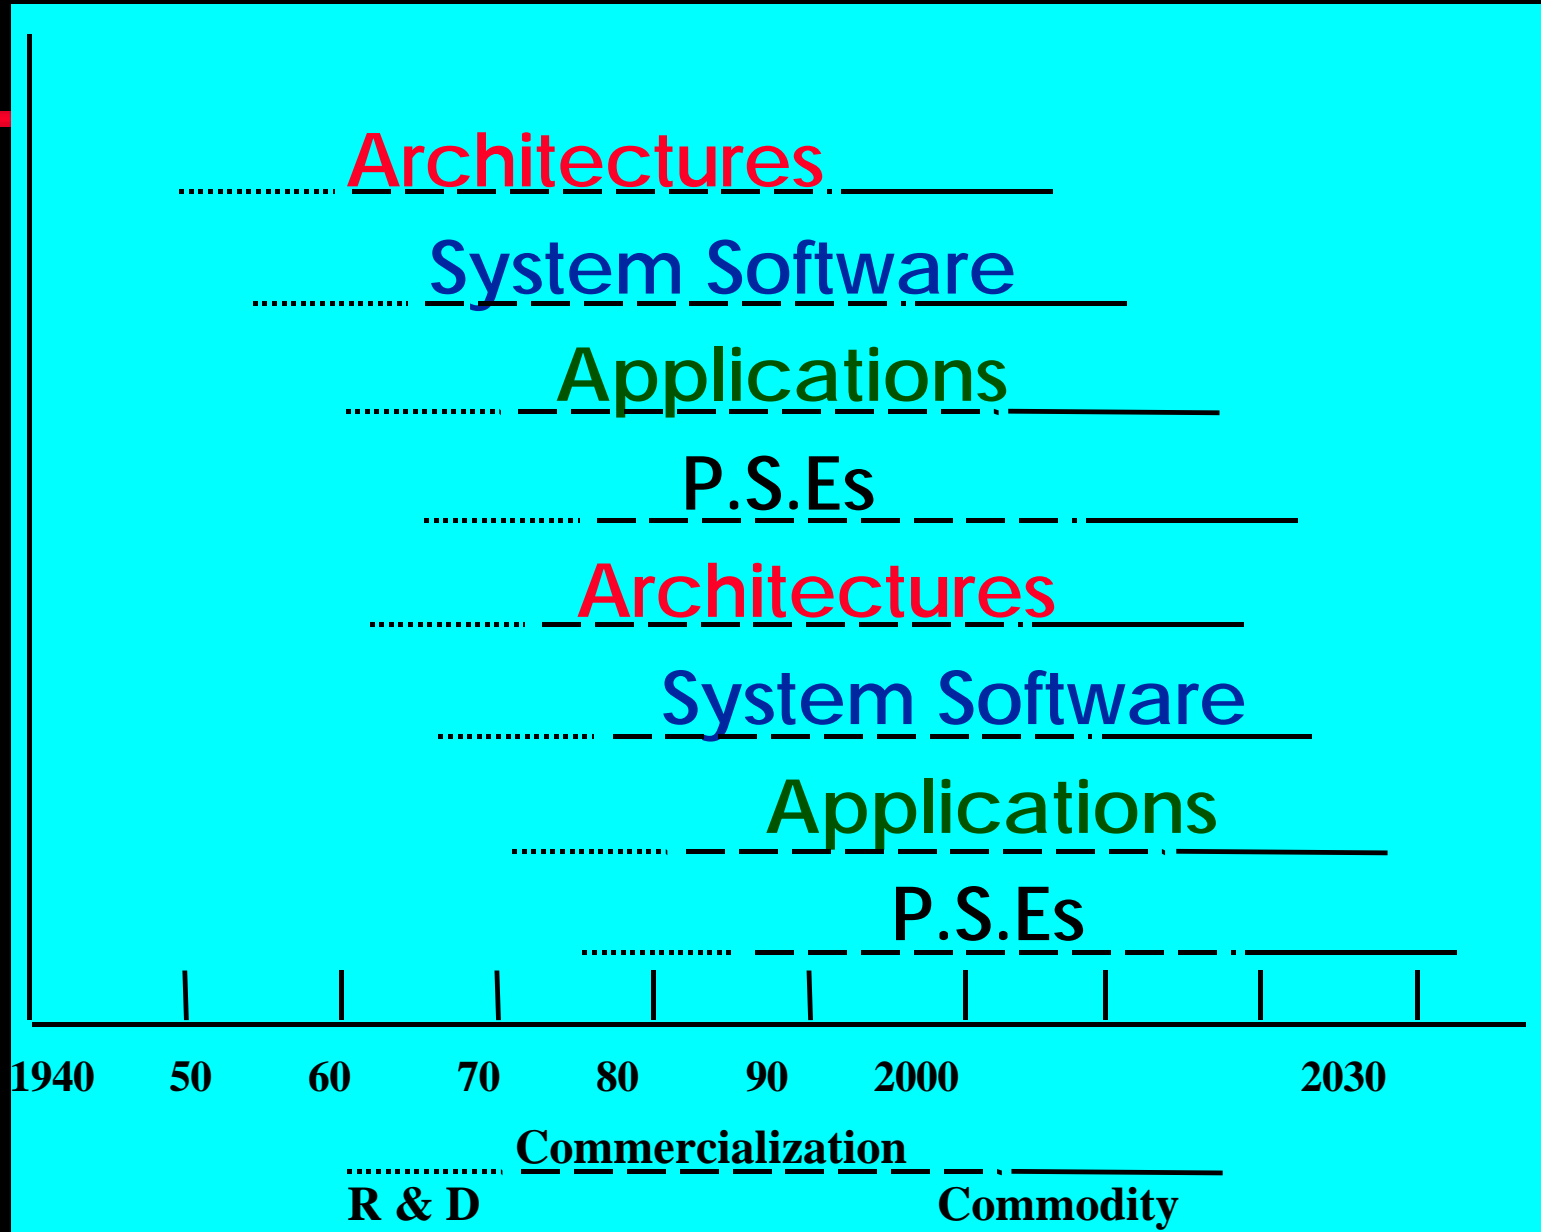 Architectures
System Software
Applications
P.S.Es
Architectures
System Software
Applications
P.S.Es
1940 50 60 70 80 90 2000 2030
Commercialization
R & D Commodity